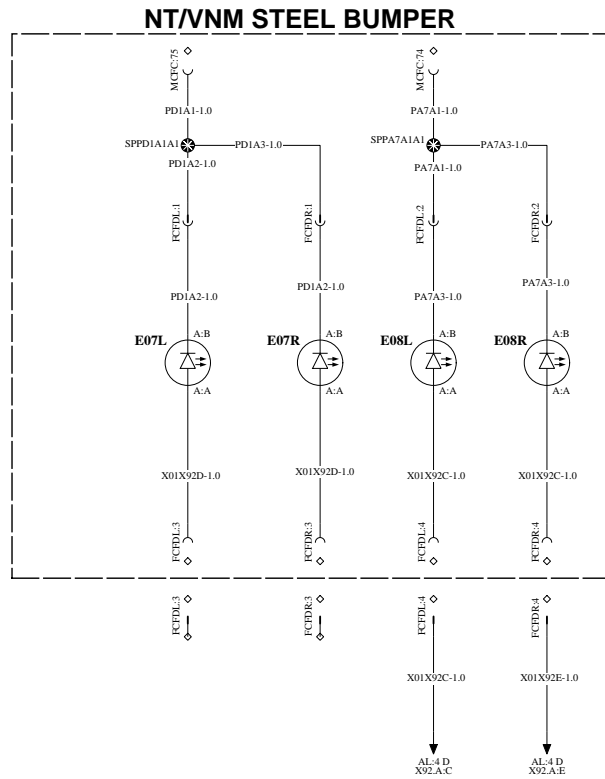 NT/VNM STEEL BUMPER
MCFC:75
MCFC:74
PD1A1-1.0
PA7A1-1.0
SPPD1A1A1
PD1A3-1.0
SPPA7A1A1
PA7A3-1.0
PD1A2-1.0
PA7A1-1.0
FCFDL:1
FCFDR:1
FCFDL:2
FCFDR:2
PD1A2-1.0
PD1A2-1.0
PA7A3-1.0
PA7A3-1.0
E07L
A:B
E07R
A:B
E08L
A:B
E08R
A:B
A:A
A:A
A:A
A:A
X01X92D-1.0
X01X92D-1.0
X01X92C-1.0
X01X92C-1.0
FCFDL:3
FCFDR:3
FCFDL:4
FCFDR:4
FCFDL:3
FCFDR:3
FCFDL:4
FCFDR:4
X01X92C-1.0
X01X92E-1.0
AL:4 D
X92.A:C
AL:4 D
X92.A:E